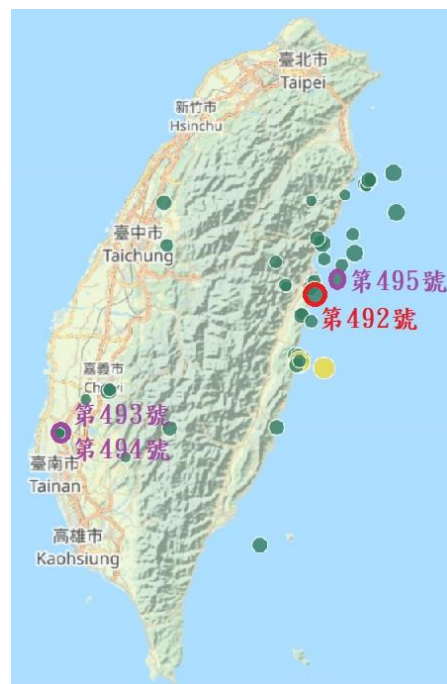 臺北市
Taipei
新竹市
Hsinchu
臺中市
Taichung
第495號
第492號
嘉義市
第493號
第494號
臺南市
Tainan
高雄市
Kaohsiung